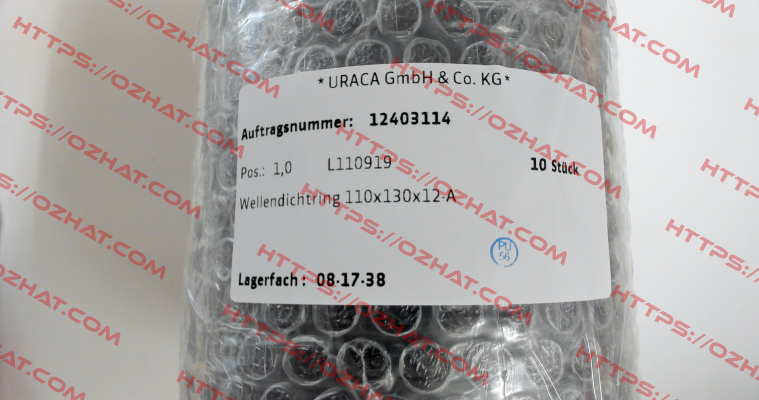 * URACA GmbH & Co. KG*
Auftragsnummer: 12403114
Pos.: 1,0 L110919 10 Stück
Wellendichtring 110x130x12-A
PU
56
Lagerfach: 08-17-38
HTTPS://OZHAT.COM